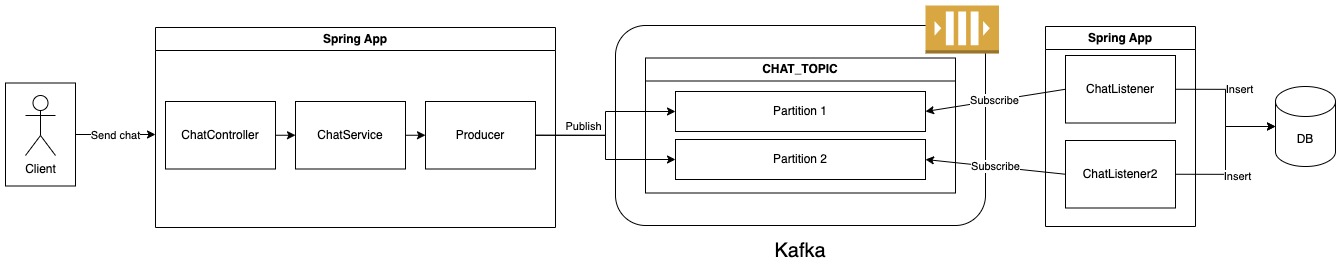 Client
Send chat
Spring App
ChatController
ChatService
Producer
Publish
CHAT_TOPIC
Partition 1
Partition 2
Kafka
Subscribe
Subscribe
Spring App
ChatListener
ChatListener2
Insert
Insert
DB